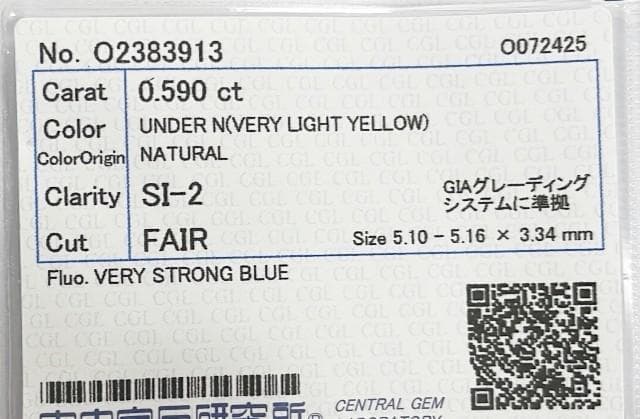 No. O2383913
O072425
Carat 0.590 ct
Color UNDER N(VERY LIGHT YELLOW)
ColorOrigin NATURAL
Clarity SI-2
GIAグレーディング
システムに準拠
Cut FAIR
Size 5.10 - 5.16 × 3.34 mm
Fluo. VERY STRONG BLUE
CENTRAL GEM